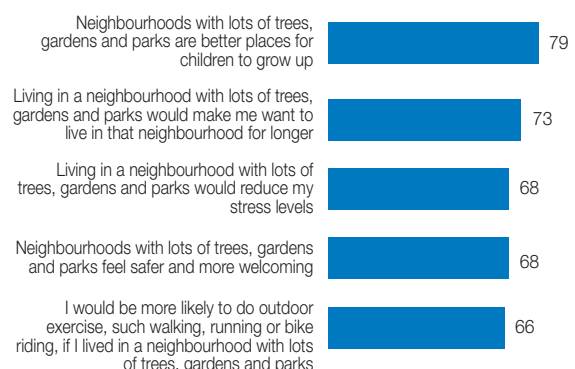 Neighbourhoods with lots of trees,
gardens and parks are better places for
children to grow up
79
Living in a neighbourhood with lots of trees,
gardens and parks would make me want to
live in that neighbourhood for longer
73
Living in a neighbourhood with lots of
trees, gardens and parks would reduce my
stress levels
68
Neighbourhoods with lots of trees, gardens
and parks feel safer and more welcoming
68
I would be more likely to do outdoor
exercise, such walking, running or bike
riding, if I lived in a neighbourhood with lots
of trees, gardens and parks
66